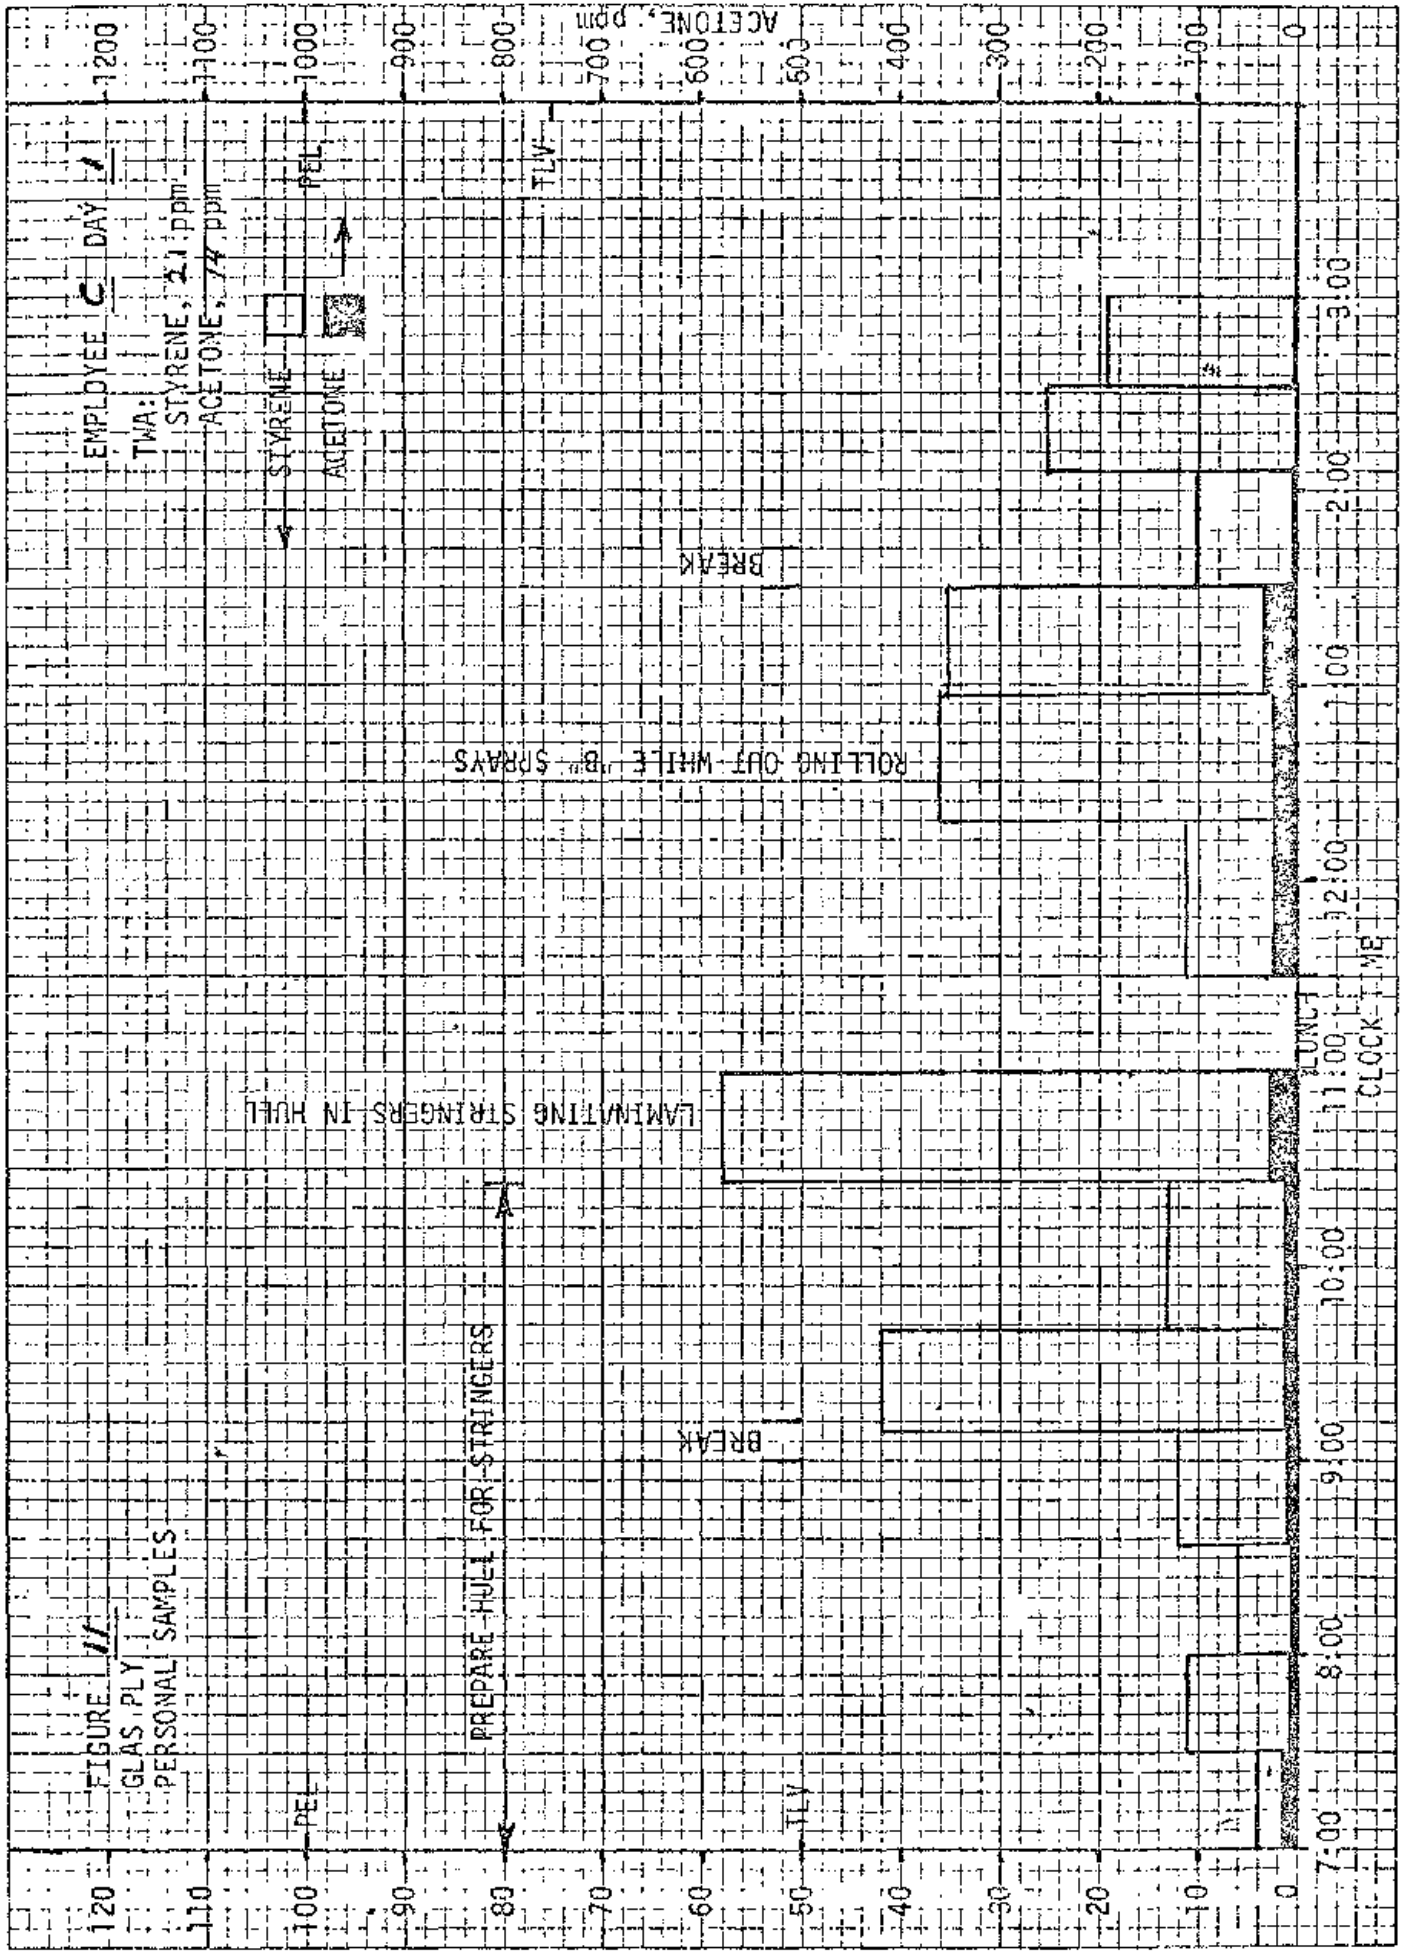 FIGURE 11
GLAS PLY
PERSONAL SAMPLES
EMPLOYEE C DAY 1
TWA:
STYRENE, 21 ppm
ACETONE, 14 ppm
STYRENE
ACETONE
120
110
100
90
80
70
60
50
40
30
20
10
0
PEL
TLV
PREPARE HULL FOR STRINGERS
BREAK
LAMINATING STRINGERS IN HULL
ROLLING OUT WHILE "B" SPRAYS
BREAK
PEL
TLV
1200
1100
1000
900
800
700
600
500
400
300
200
100
0
ACETONE, ppm
LUNCH
7:00 8:00 9:00 10:00 11:00 12:00 1:00 2:00 3:00
CLOCK TIME